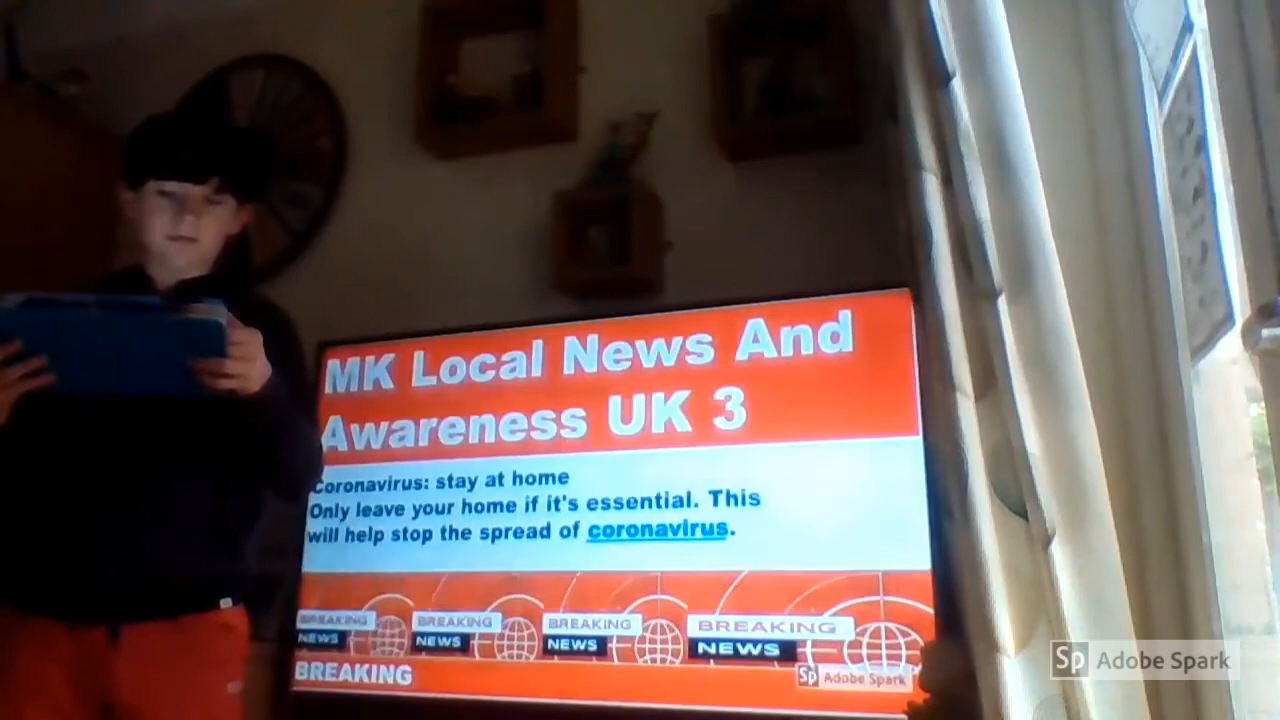 MK Local News And
Awareness UK 3
Coronavirus: stay at home
Only leave your home if it's essential. This
will help stop the spread of coronavirus.
BREAKING
NEWS
BREAKING
NEWS
BREAKING
NEWS
BREAKING
NEWS
BREAKING
Sp Adobe Spark
Sp Adobe Spark